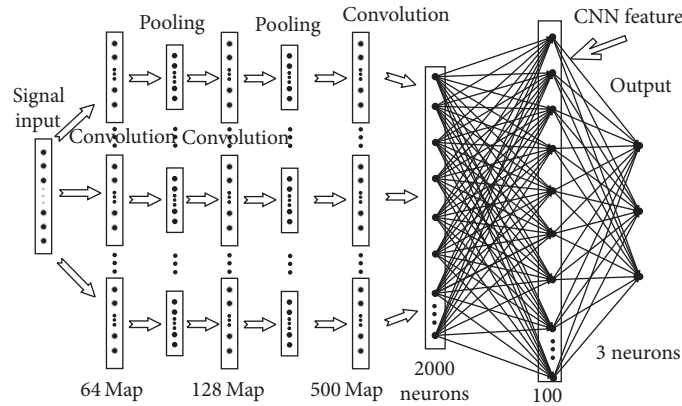 Convolution
CNN feature
Pooling
Pooling
Output
Signal
input
Convolution
Convolution
2000
neurons
3 neurons
64 Map
128 Map
500 Map
100